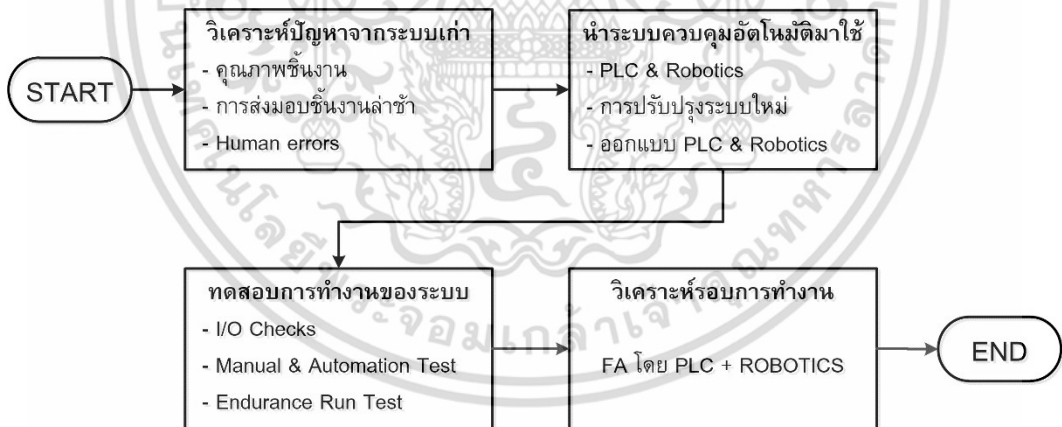 START
วิเคราะห์ปัญหาจากระบบเก่า
- คุณภาพชิ้นงาน
- การส่งมอบชิ้นงานล่าช้า
- Human errors
นำระบบควบคุมอัตโนมัติมาใช้
- PLC & Robotics
- การปรับปรุงระบบใหม่
- ออกแบบ PLC & Robotics
ทดสอบการทำงานของระบบ
- I/O Checks
- Manual & Automation Test
- Endurance Run Test
วิเคราะห์รอบการทำงาน
FA โดย PLC + ROBOTICS
END